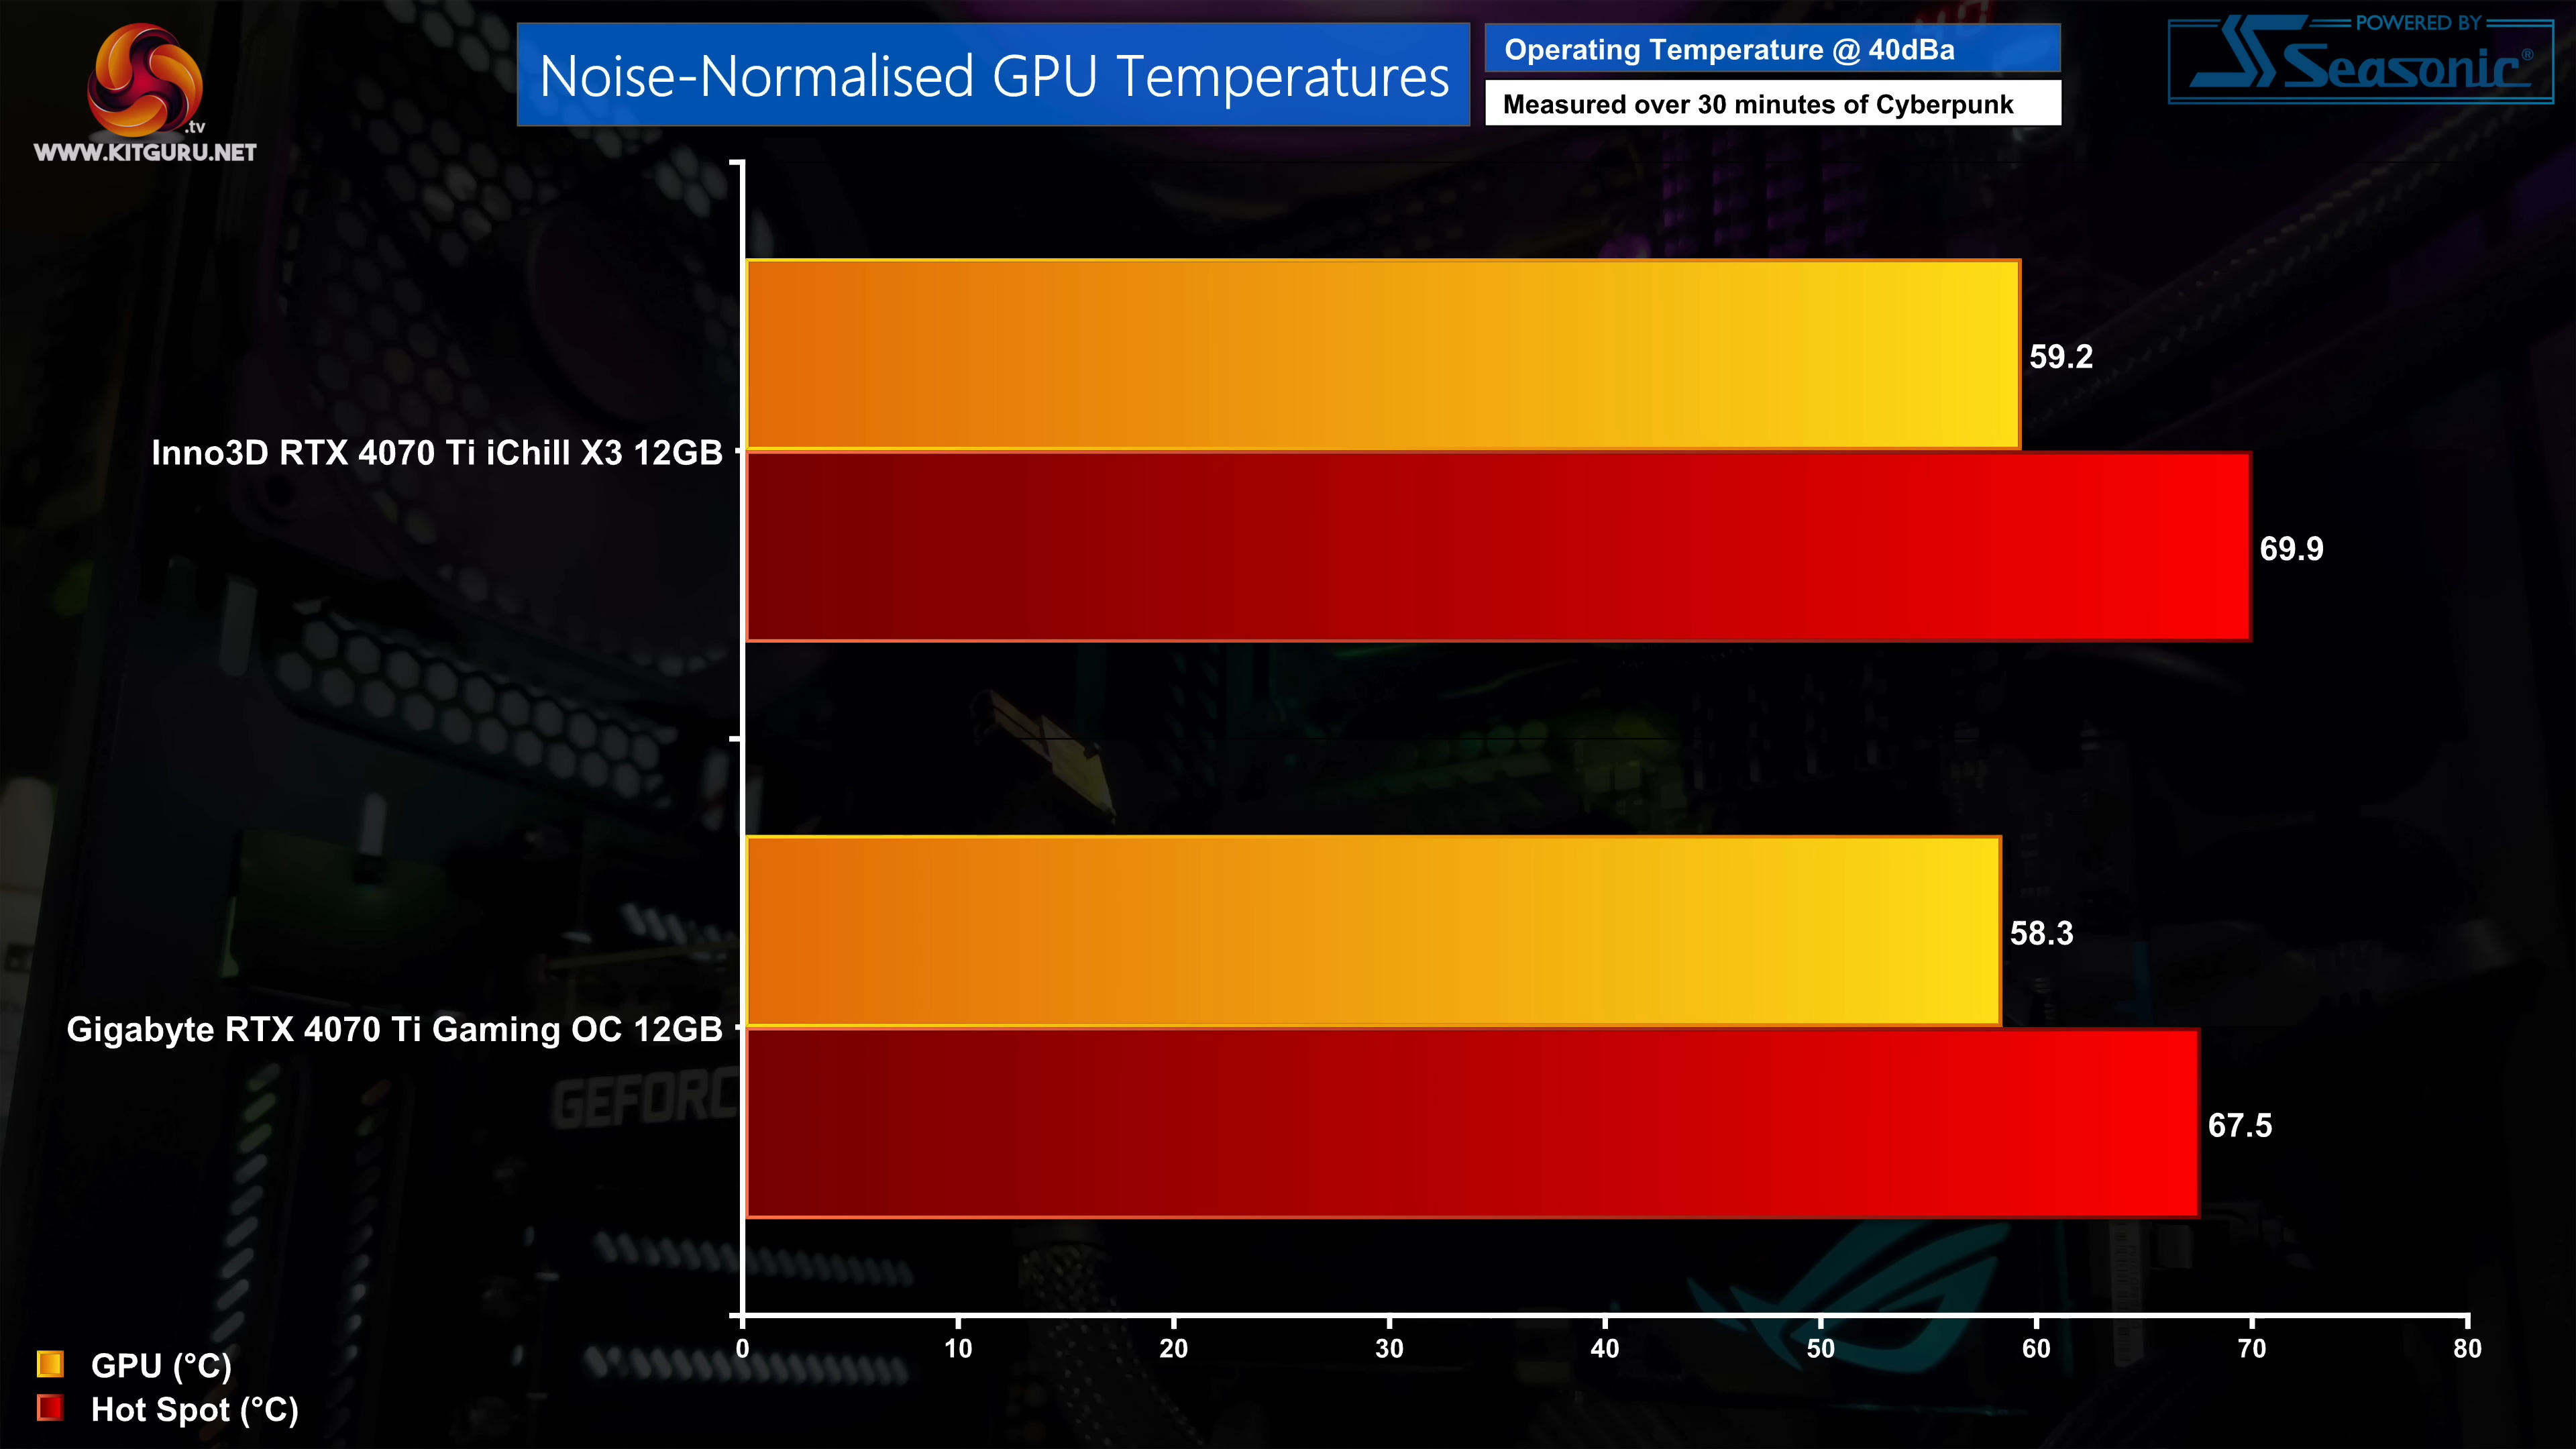 .tv
WWW.KITGURU.NET
Noise-Normalised GPU Temperatures
Operating Temperature @ 40dBa
Measured over 30 minutes of Cyberpunk
POWERED BY
Seasonic®
59.2
Inno3D RTX 4070 Ti iChill X3 12GB
69.9
58.3
Gigabyte RTX 4070 Ti Gaming OC 12GB
67.5
GEFORC
0 10 20 30 40 50 60 70 80
GPU (°C)
Hot Spot (°C)